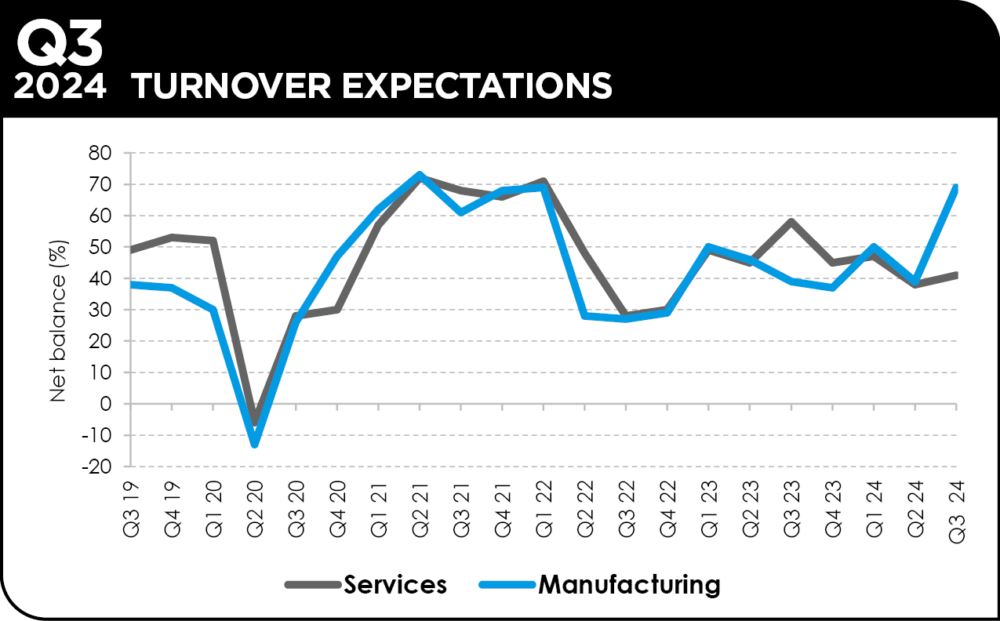 Q3
2024 TURNOVER EXPECTATIONS
80
70
60
50
40
30
20
10
0
-10
-20
Net balance (%)
Q3 19
Q4 19
Q1 20
Q2 20
Q3 20
Q4 20
Q1 21
Q2 21
Q3 21
Q4 21
Q1 22
Q2 22
Q3 22
Q4 22
Q1 23
Q2 23
Q3 23
Q4 23
Q1 24
Q2 24
Q3 24
Services
Manufacturing